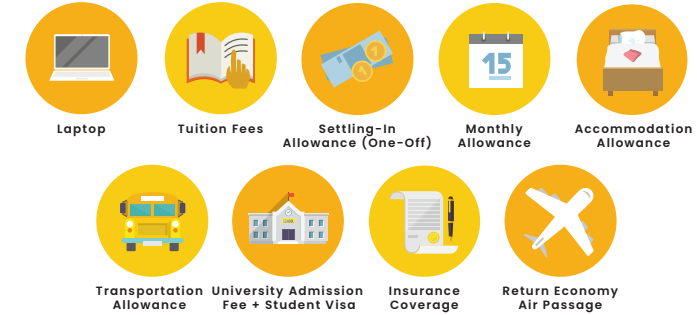 Laptop
Tuition Fees
Settling-In
Allowance (One-Off)
15
Monthly
Allowance
Accommodation
Allowance
Transportation
Allowance
University Admission
Fee + Student Visa
Insurance
Coverage
Return Economy
Air Passage